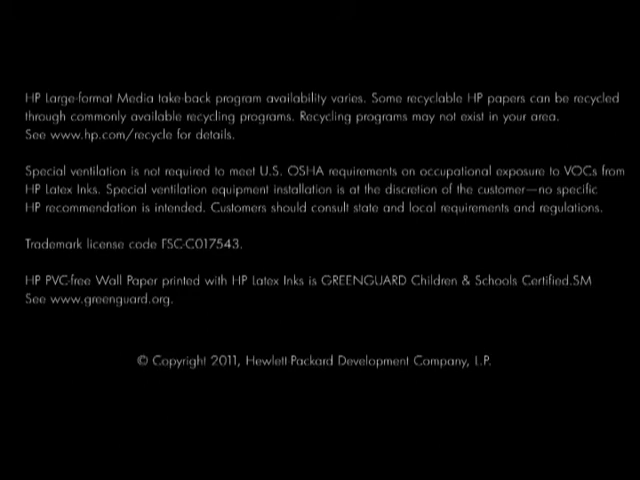 HP Large-format Media take-back program availability varies. Some recyclable HP papers can be recycled
through commonly available recycling programs. Recycling programs may not exist in your area.
See www.hp.com/recycle for details.
Special ventilation is not required to meet U.S. OSHA requirements on occupational exposure to VOCs from
HP Latex Inks. Special ventilation equipment installation is at the discretion of the customer—no specific
HP recommendation is intended. Customers should consult state and local requirements and regulations.
Trademark license code FSC-C017543.
HP PVC-free Wall Paper printed with HP Latex Inks is GREENGUARD Children & Schools Certified.SM
See www.greenguard.org.
© Copyright 2011, Hewlett-Packard Development Company, L.P.